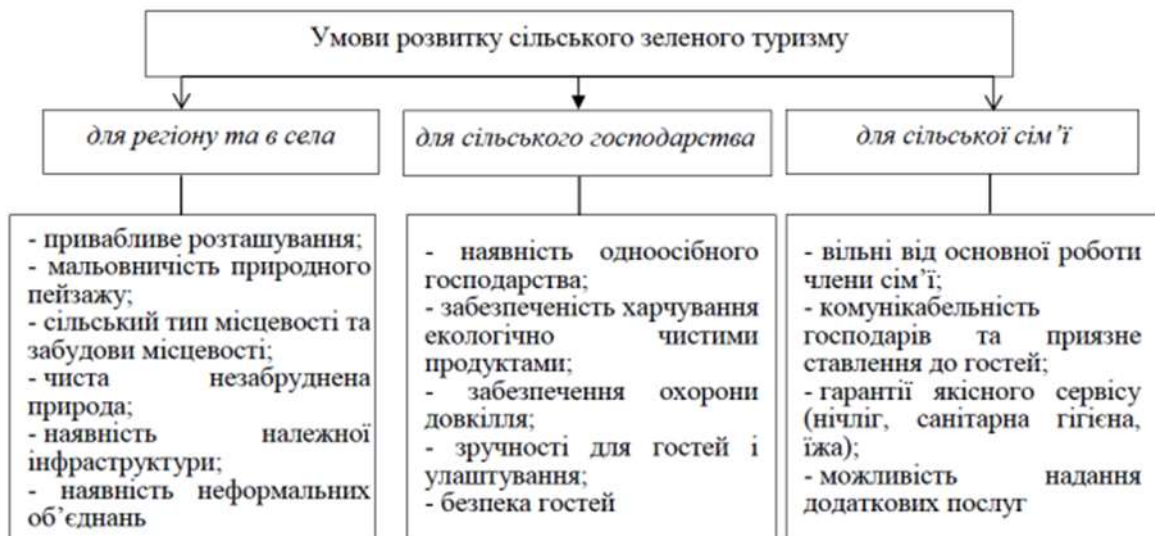 Умови розвитку сільського зеленого туризму
для регіону та в села
для сільського господарства
для сільської сім’ї
- привабливе розташування;
- мальовничість природного
пейзажу;
- сільський тип місцевості та
забудови місцевості;
- чиста незабруднена
природа;
- наявність належної
інфраструктури;
- наявність неформальних
об’єднань
- наявність одноосібного
господарства;
- забезпеченість харчування
екологічно чистими
продуктами;
- забезпечення охорони
довкілля;
- зручності для гостей і
улаштування;
- безпека гостей
- вільні від основної роботи
члени сім’ї;
- комунікабельність
господарів та приязне
ставлення до гостей;
- гарантії якісного сервісу
(нічліг, санітарна гігієна,
їжа);
- можливість надання
додаткових послуг